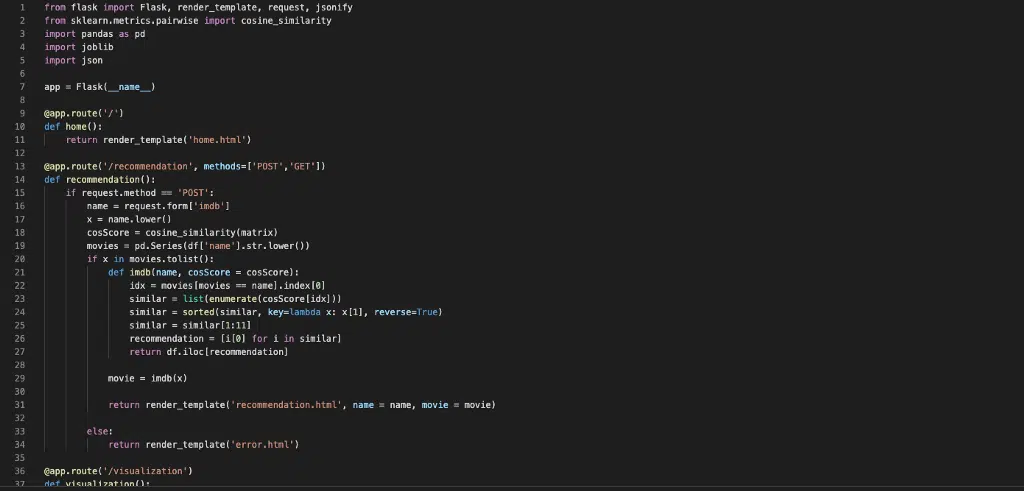 1 from flask import Flask, render_template, request, jsonify
2 from sklearn.metrics.pairwise import cosine_similarity
3 import pandas as pd
4 import joblib
5 import json
6
7 app = Flask(__name__)
8
9 @app.route('/')
10 def home():
11     return render_template('home.html')
12
13 @app.route('/recommendation', methods=['POST','GET'])
14 def recommendation():
15     if request.method == 'POST':
16         name = request.form['imdb']
17         x = name.lower()
18         cosScore = cosine_similarity(matrix)
19         movies = pd.Series(df['name'].str.lower())
20         if x in movies.tolist():
21             def imdb(name, cosScore = cosScore):
22                 idx = movies[movies == name].index[0]
23                 similar = list(enumerate(cosScore[idx]))
24                 similar = sorted(similar, key=lambda x: x[1], reverse=True)
25                 similar = similar[1:11]
26                 recommendation = [i[0] for i in similar]
27                 return df.iloc[recommendation]
28
29             movie = imdb(x)
30
31             return render_template('recommendation.html', name = name, movie = movie)
32
33         else:
34             return render_template('error.html')
35
36 @app.route('/visualization')
37 def visualization():